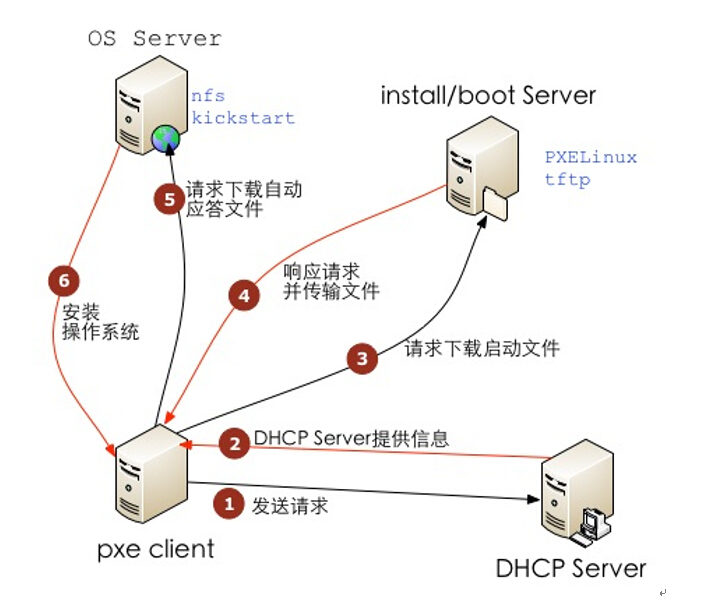 OS Server
nfs
kickstart
install/boot Server
PXELinux
tftp
5
请求下载自动
应答文件
6
安装
操作系统
4
响应请求
并传输文件
3
请求下载启动文件
2
DHCP Server提供信息
1
发送请求
pxe client
DHCP Server